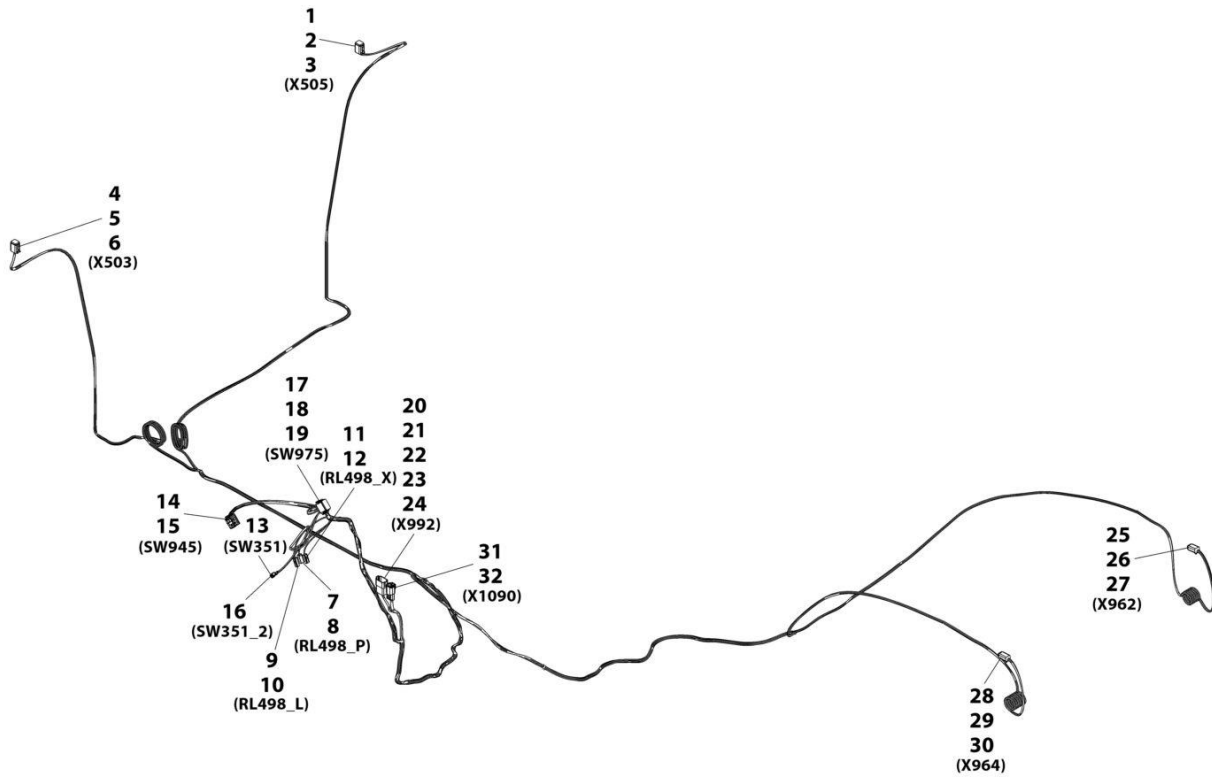 1
2
3
(X505)
4
5
6
(X503)
17
18
19
(SW975)
11
12
(RL498_X)
20
21
22
23
24
(X992)
14
15
(SW945)
13
(SW351)
16
(SW351_2)
9
10
(RL498_L)
7
8
(RL498_P)
31
32
(X1090)
25
26
27
(X962)
28
29
30
(X964)